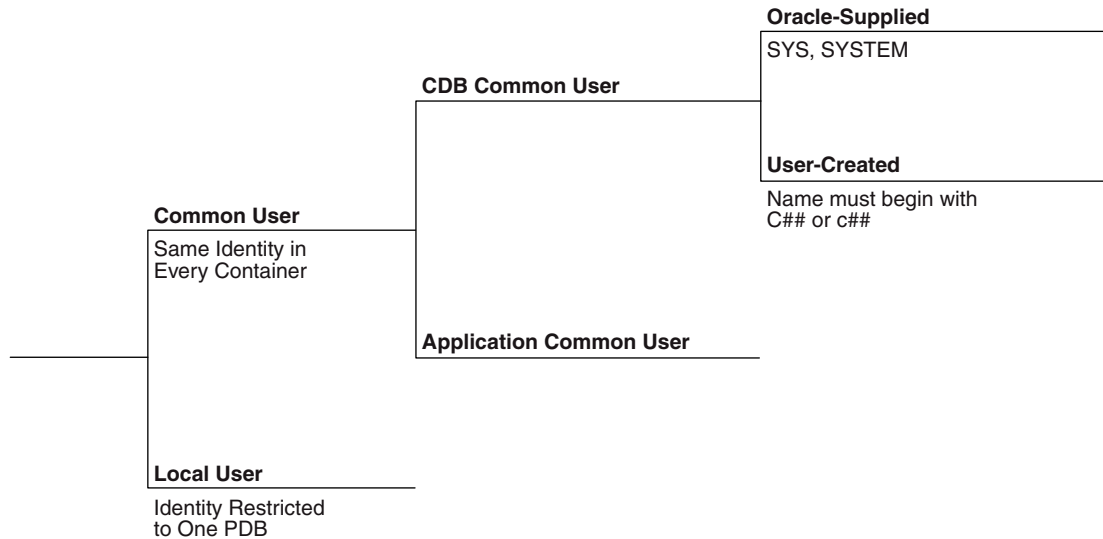 Oracle-Supplied
SYS, SYSTEM
CDB Common User
User-Created
Name must begin with
C## or c##
Common User
Same Identity in
Every Container
Application Common User
Local User
Identity Restricted
to One PDB